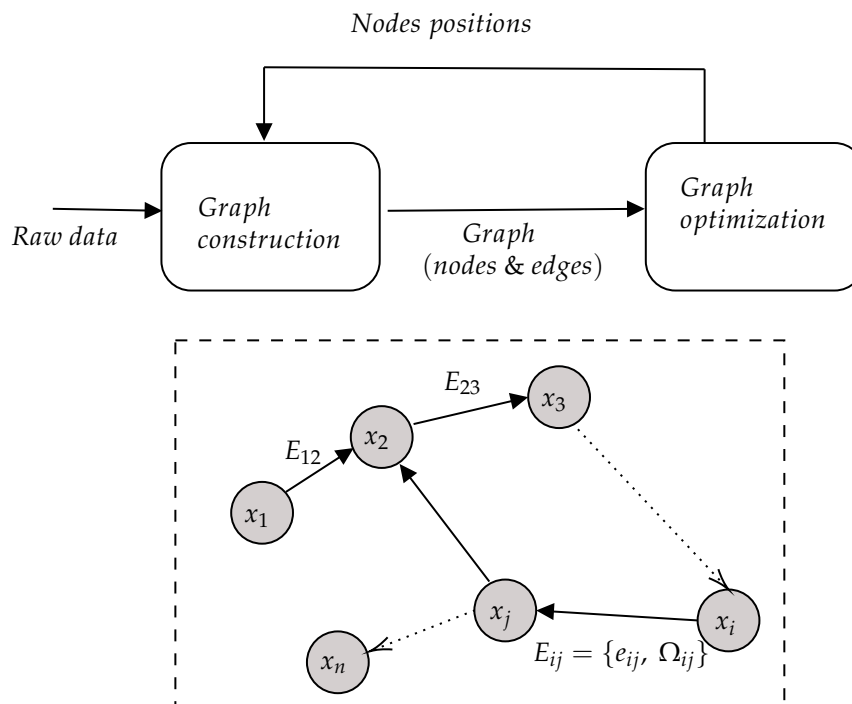 Nodes positions
Graph
construction
Graph
optimization
Raw data
Graph
(nodes & edges)
E₂₃
x₃
x₂
E₁₂
x₁
xⱼ
xᵢ
Eᵢⱼ = {eᵢⱼ, Ωᵢⱼ}
xₙ